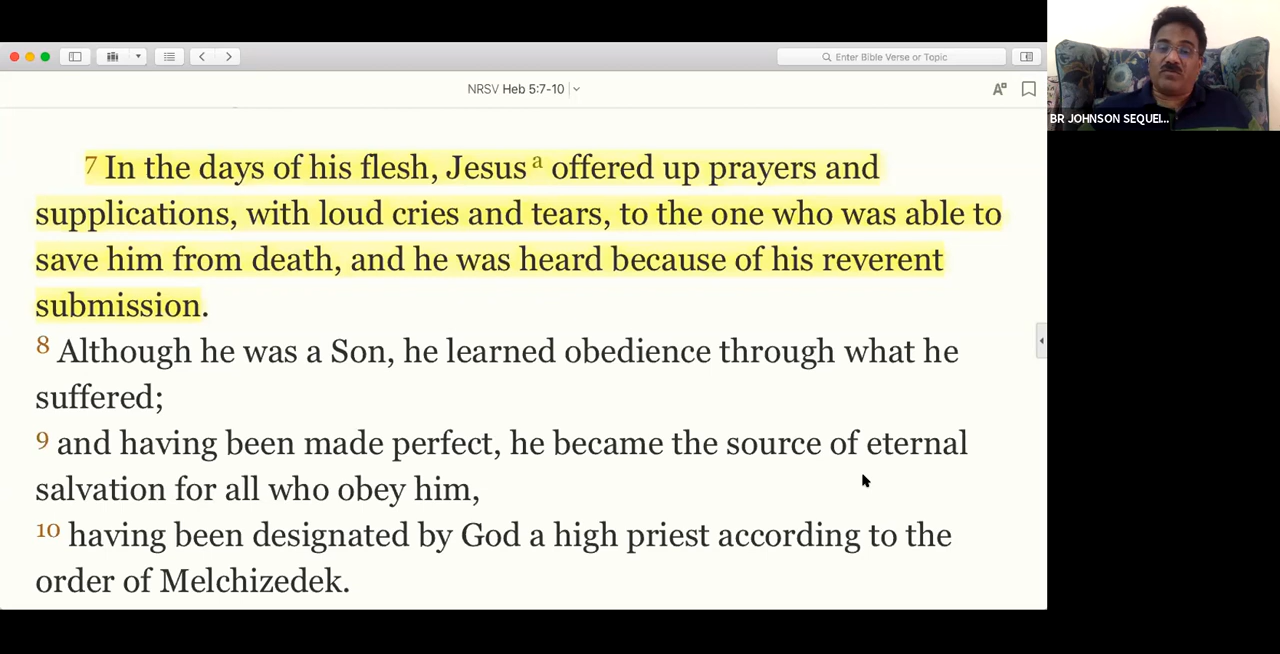 Enter Bible Verse or Topic
NRSV Heb 5:7-10
A
BR JOHNSON SEQUEI...
7 In the days of his flesh, Jesus a offered up prayers and
supplications, with loud cries and tears, to the one who was able to
save him from death, and he was heard because of his reverent
submission.
8 Although he was a Son, he learned obedience through what he
suffered;
9 and having been made perfect, he became the source of eternal
salvation for all who obey him,
10 having been designated by God a high priest according to the
order of Melchizedek.